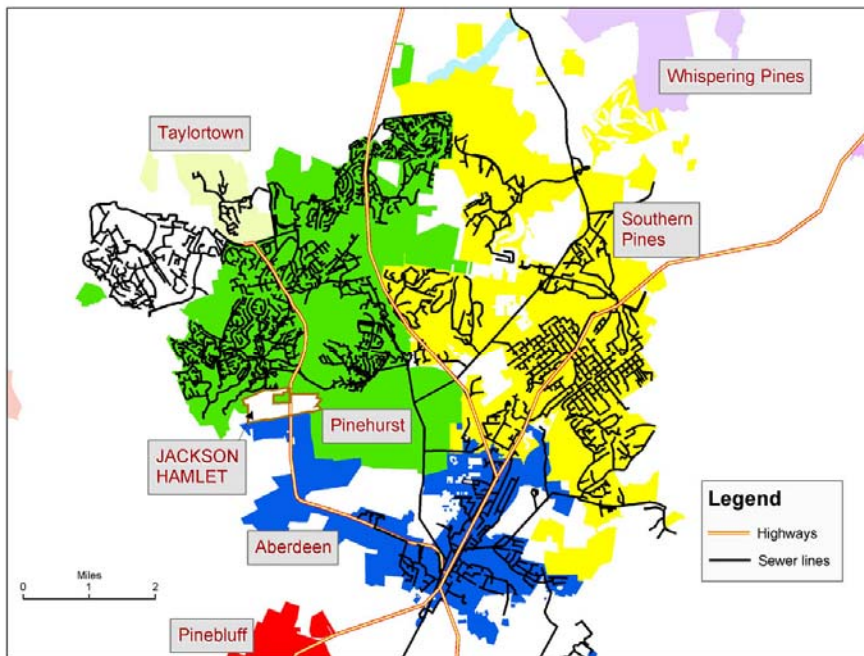 Whispering Pines
Taylortown
Southern
Pines
Pinehurst
JACKSON
HAMLET
Legend
Highways
Sewer lines
Aberdeen
Miles
0 1 2
Pinebluff